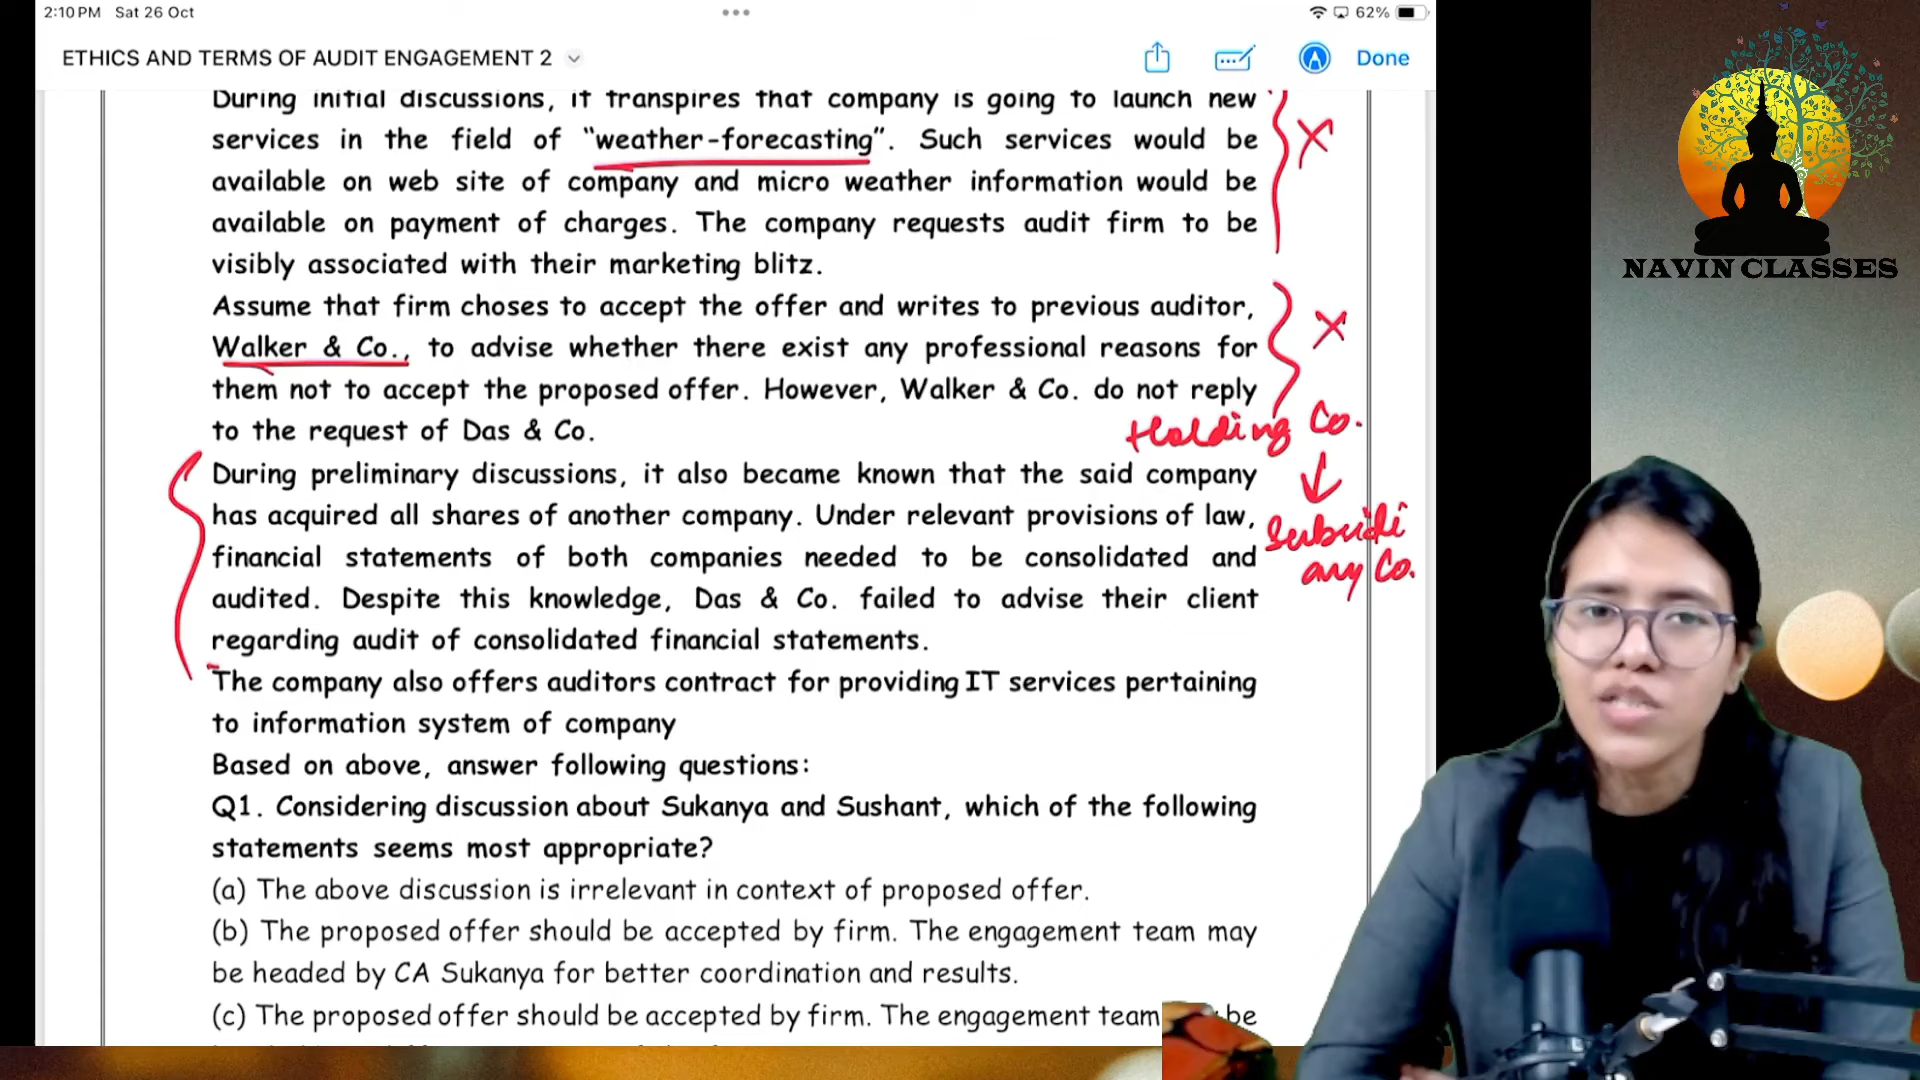 2:10 PM Sat 26 Oct
62%
ETHICS AND TERMS OF AUDIT ENGAGEMENT 2
Done
During initial discussions, it transpires that company is going to launch new
services in the field of “weather-forecasting”. Such services would be
available on web site of company and micro weather information would be
available on payment of charges. The company requests audit firm to be
visibly associated with their marketing blitz.
Assume that firm choses to accept the offer and writes to previous auditor,
Walker & Co., to advise whether there exist any professional reasons for
them not to accept the proposed offer. However, Walker & Co. do not reply
to the request of Das & Co.
Holding Co.
During preliminary discussions, it also became known that the said company
has acquired all shares of another company. Under relevant provisions of law,
financial statements of both companies needed to be consolidated and
audited. Despite this knowledge, Das & Co. failed to advise their client
regarding audit of consolidated financial statements.
Subsidi
ary Co.
The company also offers auditors contract for providing IT services pertaining
to information system of company
Based on above, answer following questions:
Q1. Considering discussion about Sukanya and Sushant, which of the following
statements seems most appropriate?
(a) The above discussion is irrelevant in context of proposed offer.
(b) The proposed offer should be accepted by firm. The engagement team may
be headed by CA Sukanya for better coordination and results.
(c) The proposed offer should be accepted by firm. The engagement team be
NAVIN CLASSES